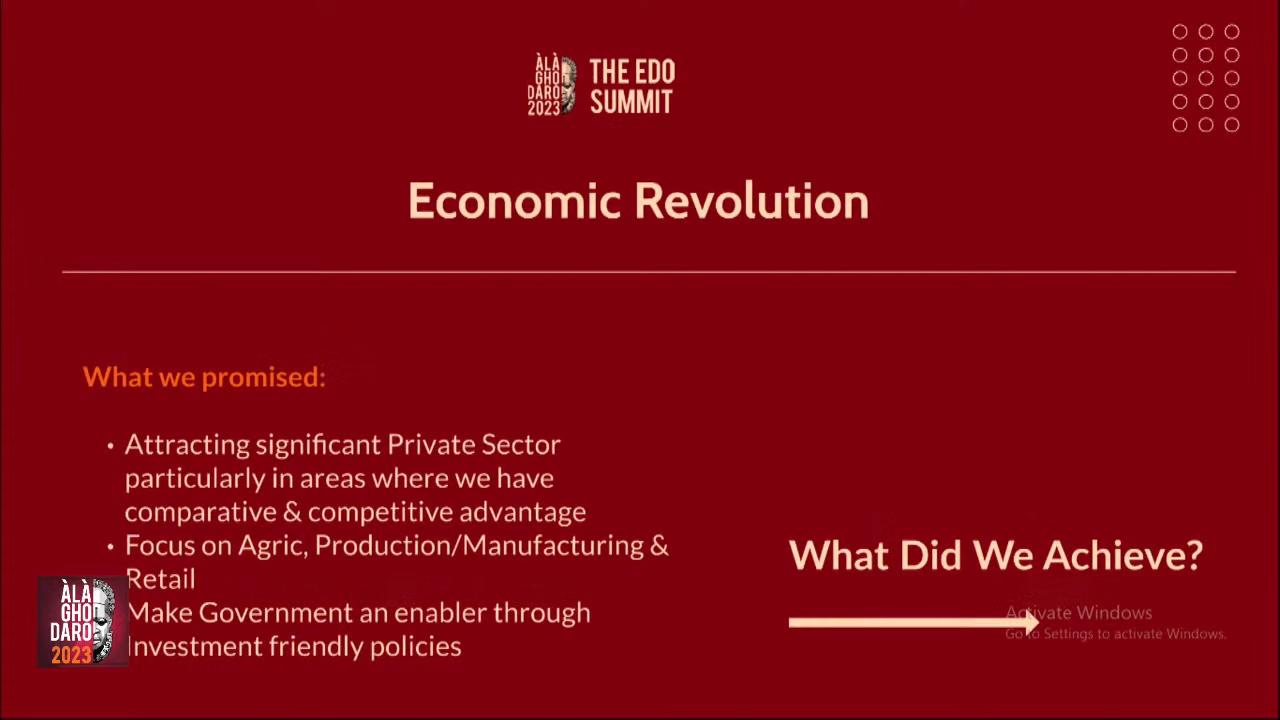 ÀLÀ
GHO
DARO
2023
THE EDO
SUMMIT
Economic Revolution
What we promised:
• Attracting significant Private Sector
particularly in areas where we have
comparative & competitive advantage
• Focus on Agric, Production/Manufacturing &
Retail
Make Government an enabler through
Investment friendly policies
What Did We Achieve?
Activate Windows
Go to Settings to activate Windows.
ÀLÀ
GHO
DARO
2023